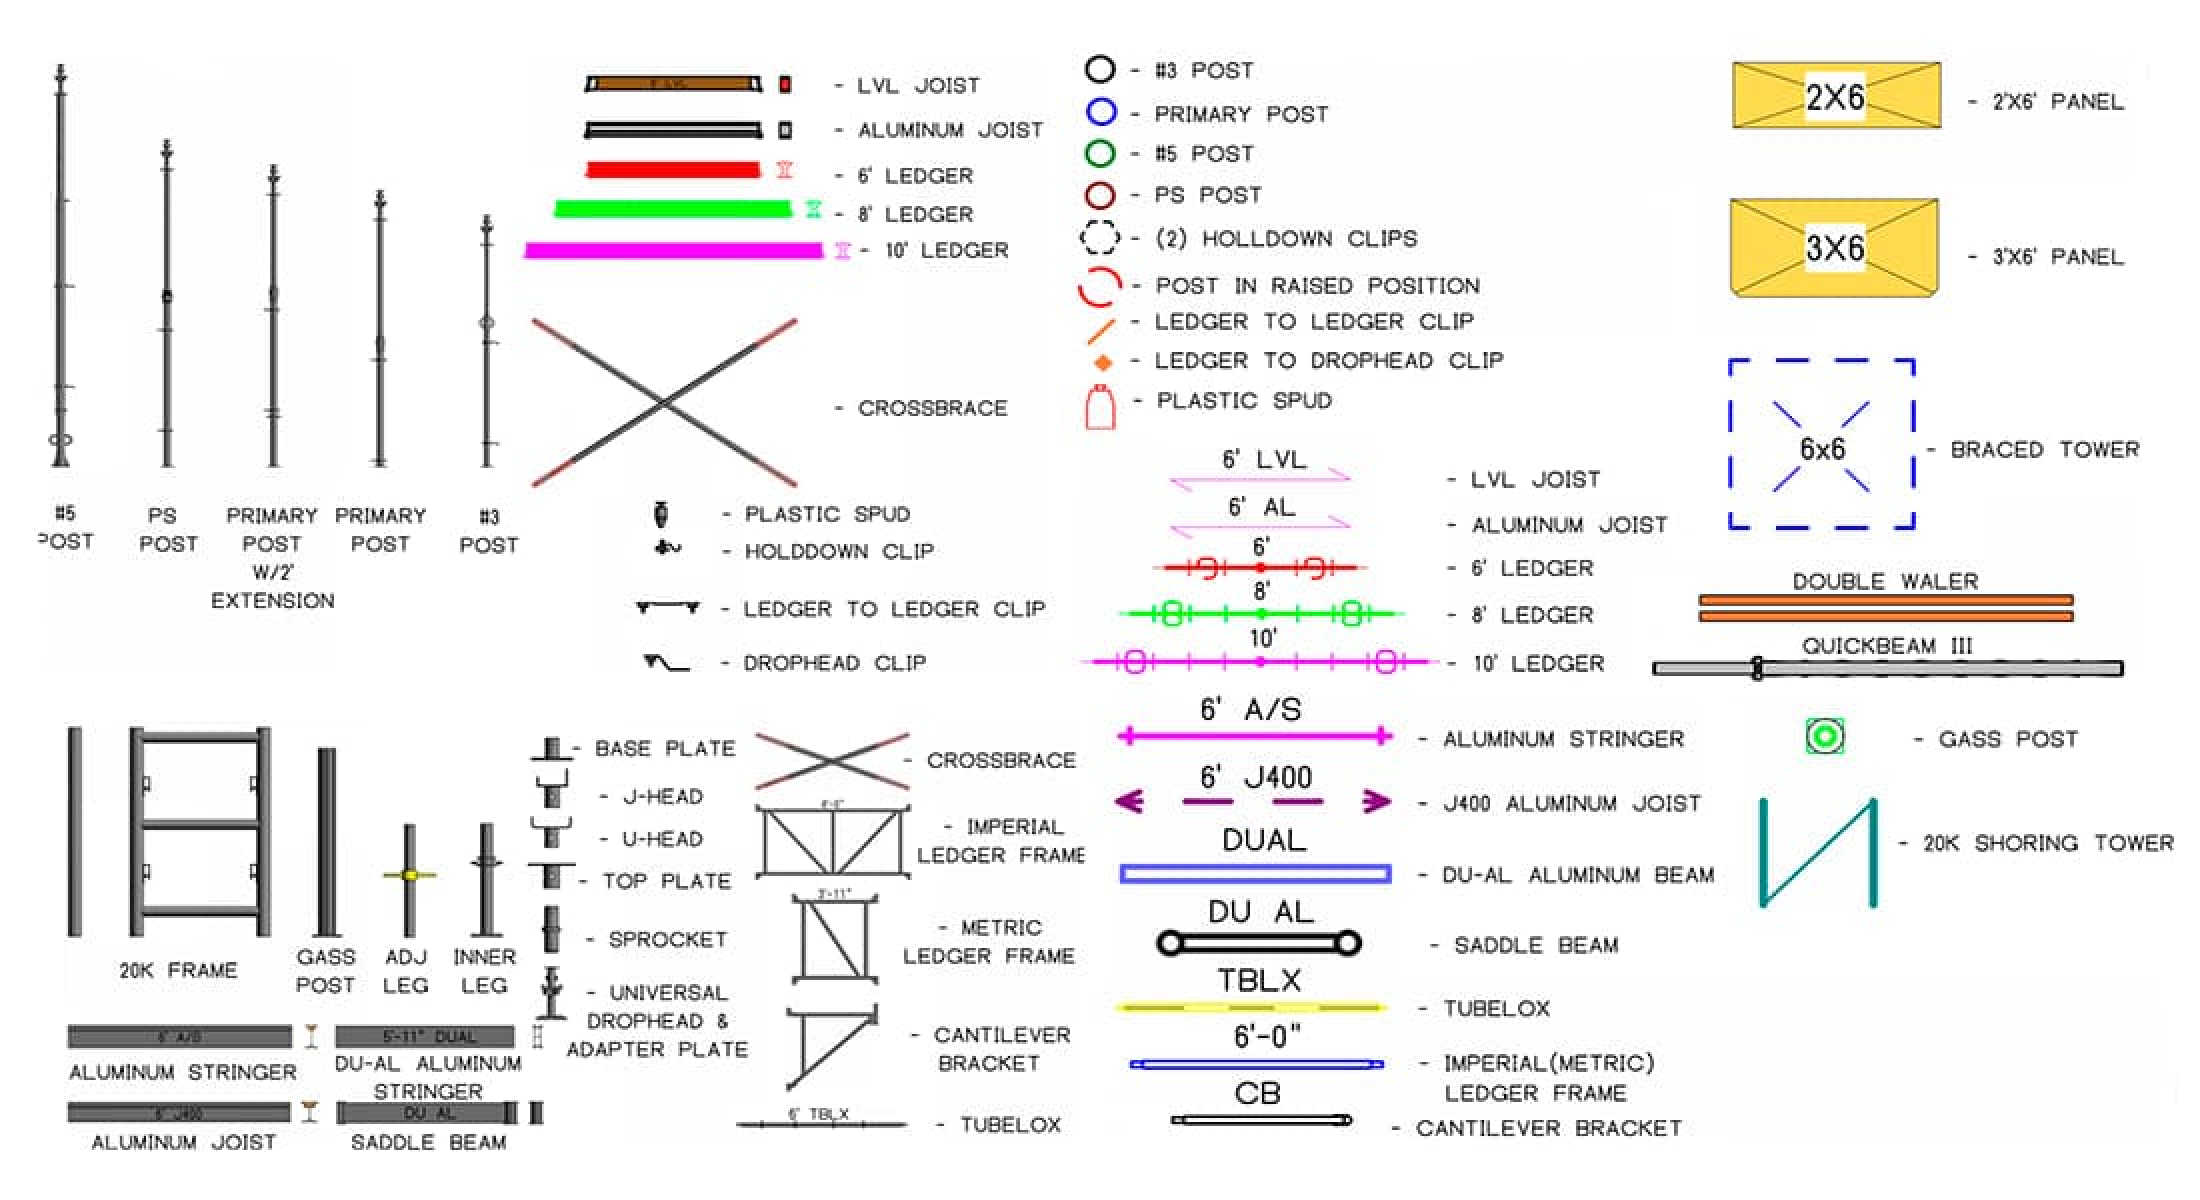 6' LVL
- LVL JOIST
- ALUMINUM JOIST
- 6' LEDGER
- 8' LEDGER
- 10' LEDGER
- CROSSBRACE
#5
POST
PS
POST
PRIMARY
POST
W/2'
EXTENSION
PRIMARY
POST
#3
POST
- PLASTIC SPUD
- HOLDDOWN CLIP
- LEDGER TO LEDGER CLIP
- DROPHEAD CLIP
- #3 POST
- PRIMARY POST
- #5 POST
- PS POST
- (2) HOLLDOWN CLIPS
- POST IN RAISED POSITION
- LEDGER TO LEDGER CLIP
- LEDGER TO DROPHEAD CLIP
- PLASTIC SPUD
6' LVL
- LVL JOIST
6' AL
- ALUMINUM JOIST
6'
- 6' LEDGER
8'
- 8' LEDGER
10'
- 10' LEDGER
2X6
- 2'X6' PANEL
3X6
- 3'X6' PANEL
6x6
- BRACED TOWER
DOUBLE WALER
QUICKBEAM III
- GASS POST
- 20K SHORING TOWER
20K FRAME
GASS
POST
ADJ
LEG
INNER
LEG
6' A/S
ALUMINUM STRINGER
5'-11" DUAL
DU-AL ALUMINUM
STRINGER
6' J400
ALUMINUM JOIST
DU AL
SADDLE BEAM
- BASE PLATE
- J-HEAD
- U-HEAD
- TOP PLATE
- SPROCKET
- UNIVERSAL
DROPHEAD &
ADAPTER PLATE
- CROSSBRACE
- IMPERIAL
LEDGER FRAME
3'-11"
- METRIC
LEDGER FRAME
- CANTILEVER
BRACKET
6' TBLX
- TUBELOX
6' A/S
- ALUMINUM STRINGER
6' J400
- J400 ALUMINUM JOIST
DUAL
- DU-AL ALUMINUM BEAM
DU AL
- SADDLE BEAM
TBLX
- TUBELOX
6'-0"
- IMPERIAL(METRIC)
LEDGER FRAME
CB
- CANTILEVER BRACKET